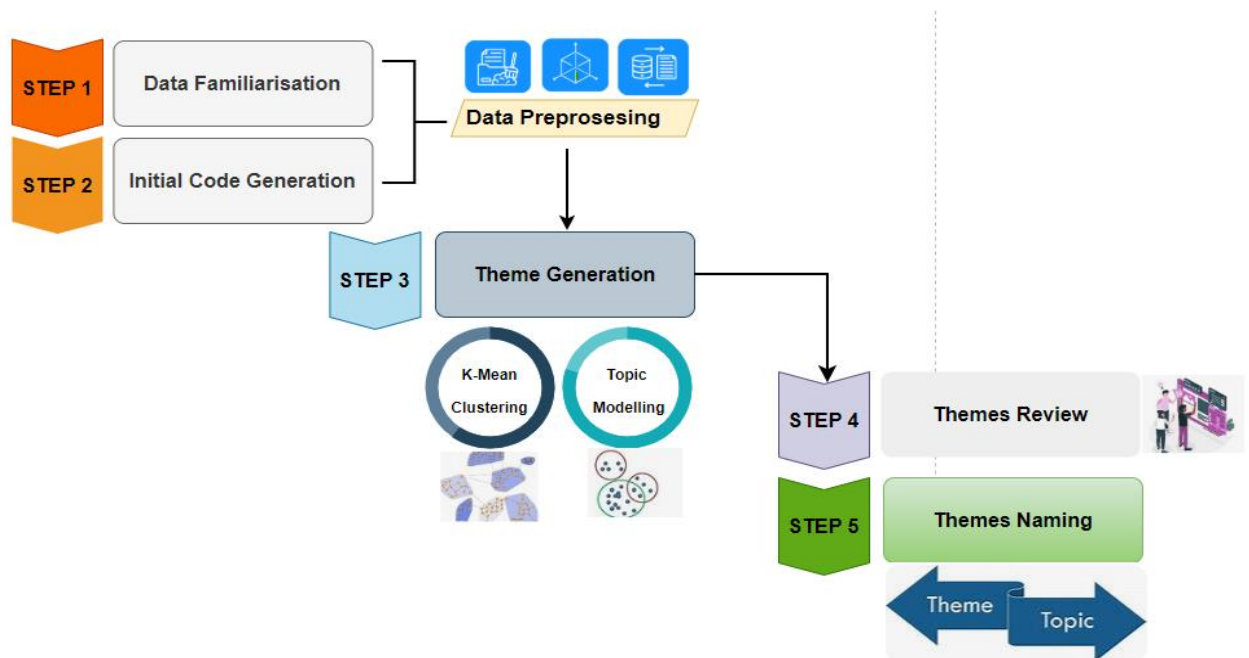 STEP 1
Data Familiarisation
Data Preprosesing
STEP 2
Initial Code Generation
STEP 3
Theme Generation
K-Mean
Clustering
Topic
Modelling
STEP 4
Themes Review
STEP 5
Themes Naming
Theme
Topic